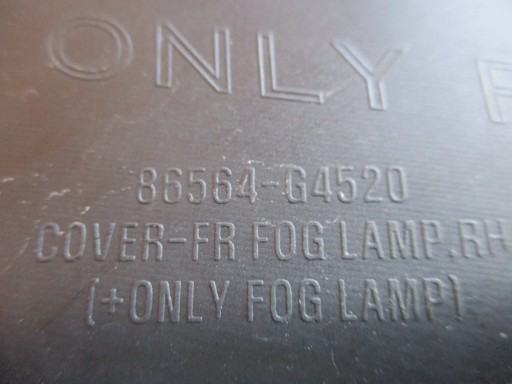 ONLY F
86564-G4520
COVER-FR FOG LAMP.RH
(+ONLY FOG LAMP)